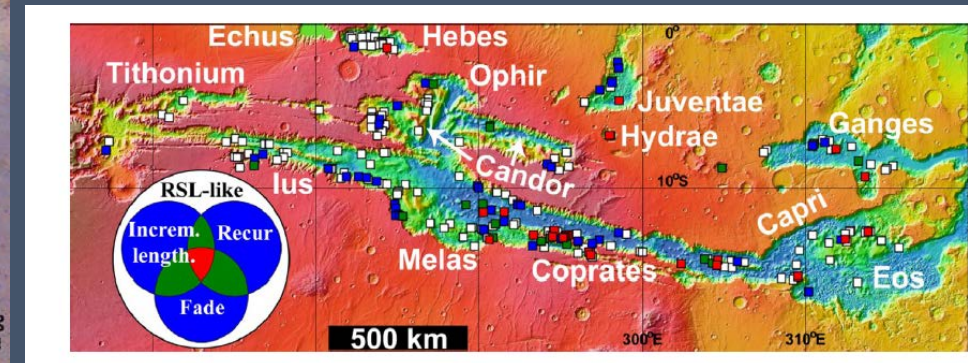 Echus
Hebes
0°
Tithonium
Ophir
Juventae
Hydrae
Ganges
Candor
10°S
RSL-like
Ius
Increm.
length.
Recur
Fade
Capri
Melas
Coprates
Eos
500 km
300°E
310°E